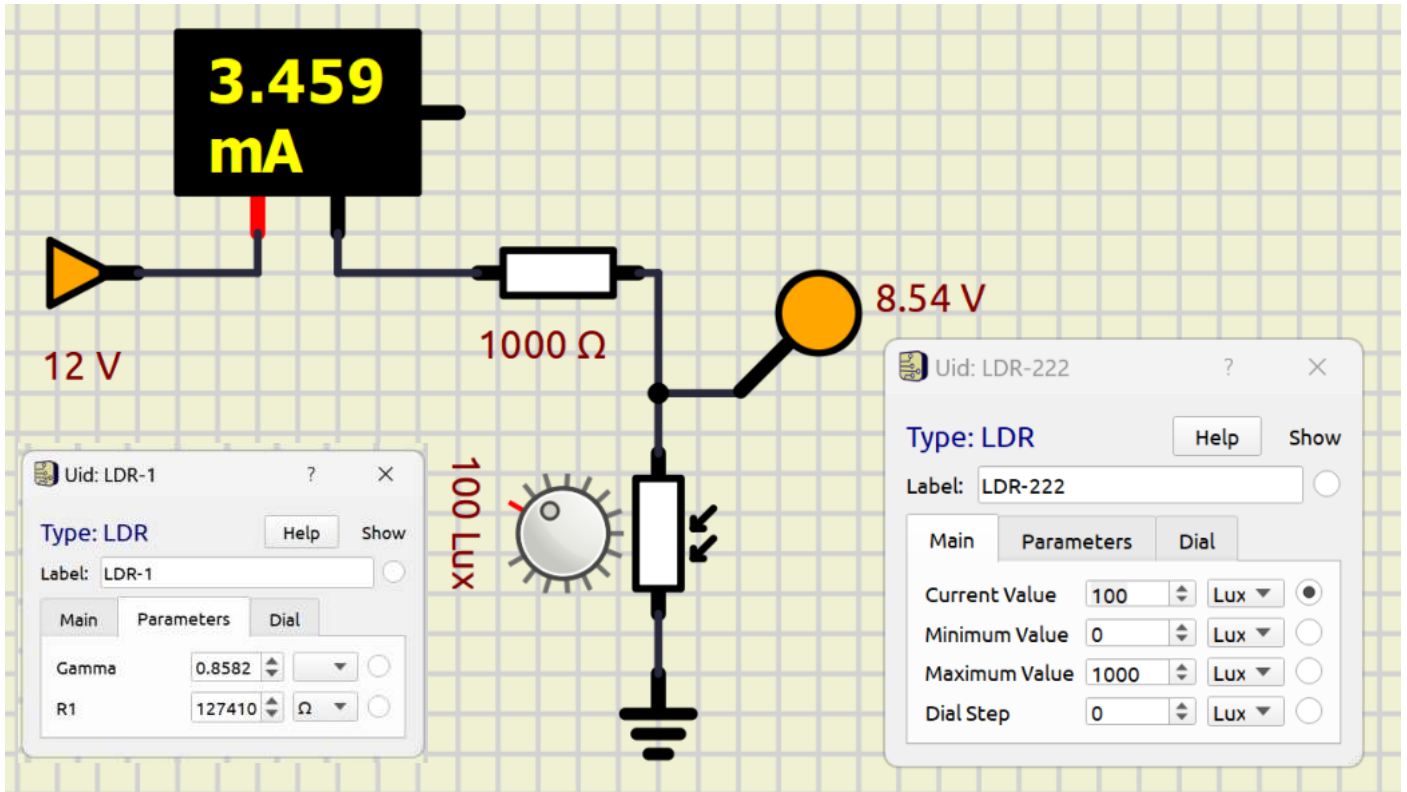 3.459
mA
12 V
1000 Ω
8.54 V
100 Lux
Uid: LDR-1 ?
Type: LDR Help Show
Label: LDR-1
Main Parameters Dial
Gamma 0.8582
R1 127410 Ω
Uid: LDR-222 ?
Type: LDR Help Show
Label: LDR-222
Main Parameters Dial
Current Value 100 Lux
Minimum Value 0 Lux
Maximum Value 1000 Lux
Dial Step 0 Lux